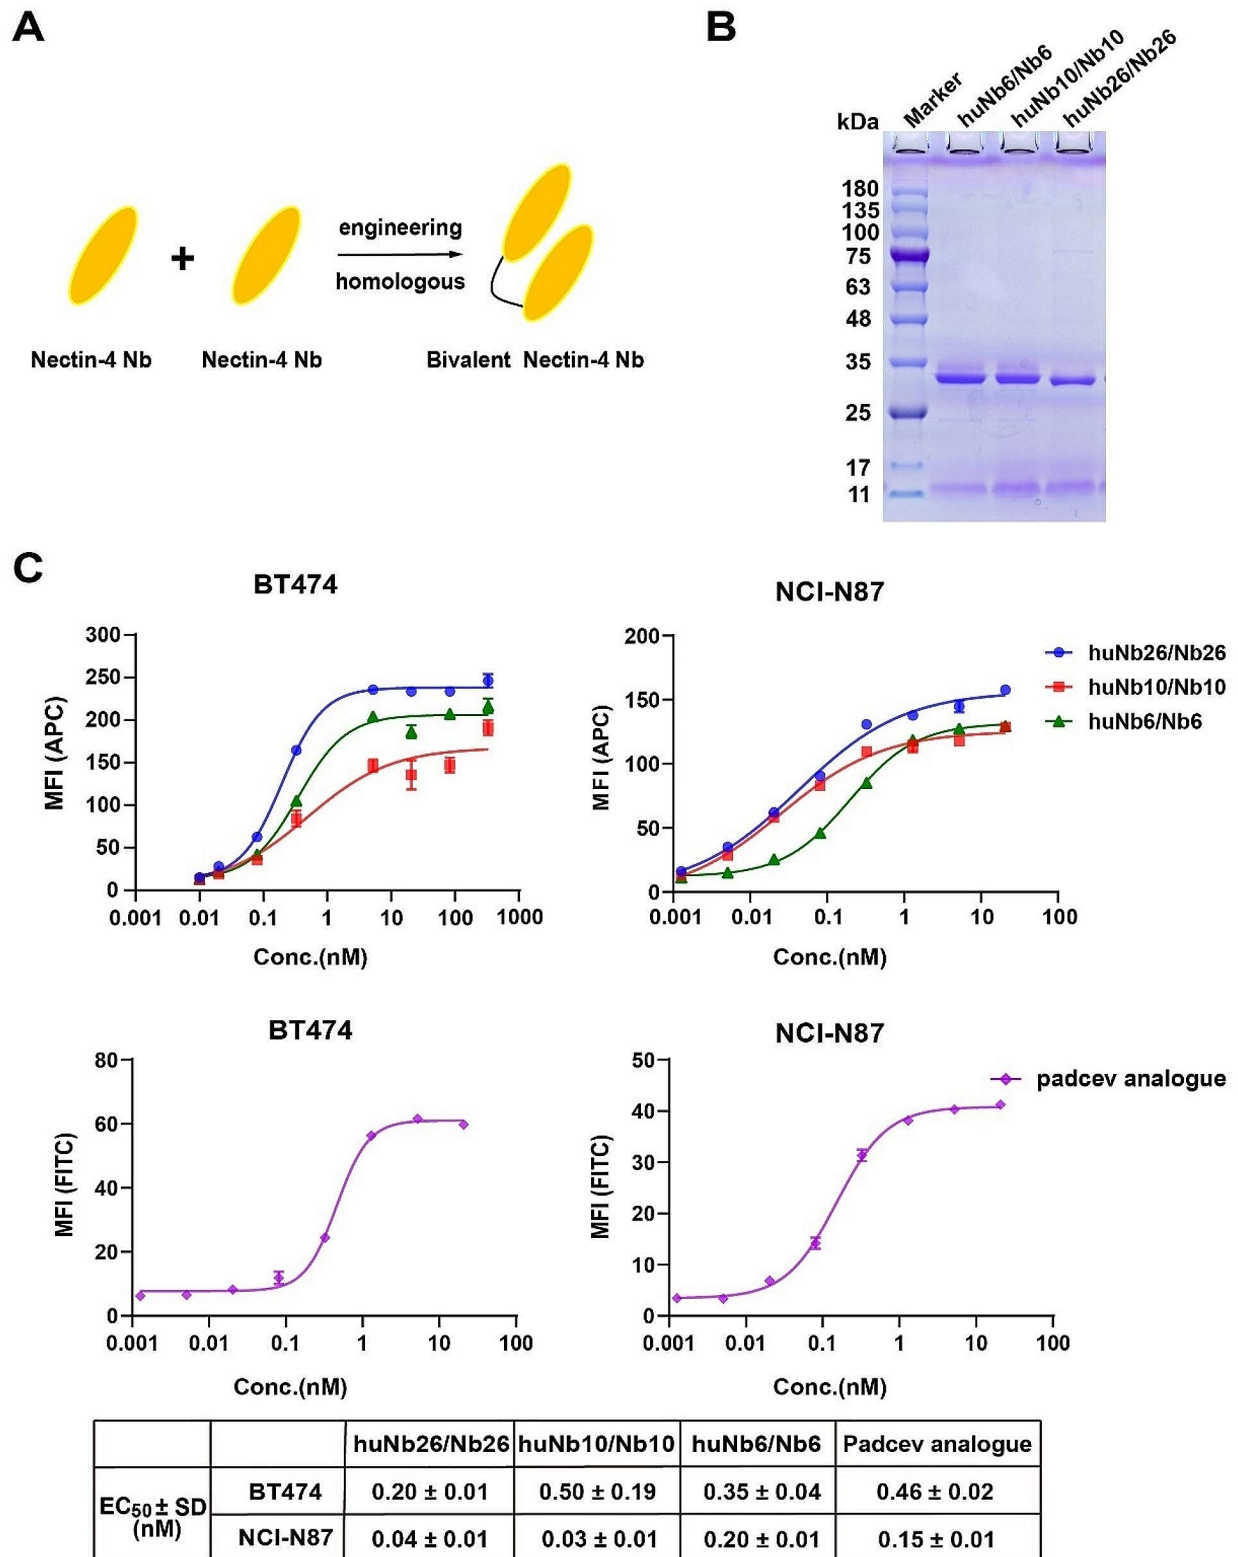 A
+
engineering
homologous
Nectin-4 Nb
Nectin-4 Nb
Bivalent Nectin-4 Nb
B
kDa
Marker
huNb6/Nb6
huNb10/Nb10
huNb26/Nb26
180
135
100
75
63
48
35
25
17
11
C
BT474
MFI (APC)
300
250
200
150
100
50
0
0.001 0.01 0.1 1 10 100 1000
Conc.(nM)
NCI-N87
MFI (APC)
200
150
100
50
0
0.001 0.01 0.1 1 10 100
Conc.(nM)
huNb26/Nb26
huNb10/Nb10
huNb6/Nb6
BT474
MFI (FITC)
80
60
40
20
0
0.001 0.01 0.1 1 10 100
Conc.(nM)
NCI-N87
MFI (FITC)
50
40
30
20
10
0
0.001 0.01 0.1 1 10 100
Conc.(nM)
padcev analogue
huNb26/Nb26 huNb10/Nb10 huNb6/Nb6 Padcev analogue
EC50 ± SD
(nM)
BT474 0.20 ± 0.01 0.50 ± 0.19 0.35 ± 0.04 0.46 ± 0.02
NCI-N87 0.04 ± 0.01 0.03 ± 0.01 0.20 ± 0.01 0.15 ± 0.01